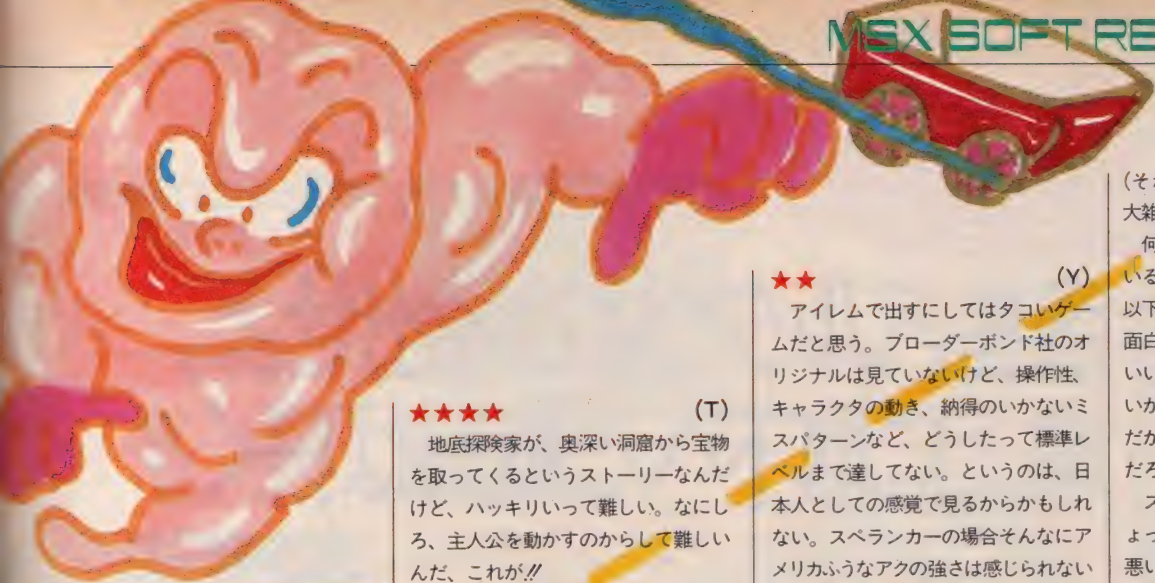 MSX SOFT RE
★★★★ (T)
地底探険家が、奥深い洞窟から宝物
を取ってくるというストーリーなんだ
けど、ハッキリいって難しい。なにし
ろ、主人公を動かすのからして難しい
んだ、これが!!
★★ (Y)
アイレムで出すにしてはタコいゲー
ムだと思う。ブローダーボンド社のオ
リジナルは見ていないけど、操作性、
キャラクタの動き、納得のいかないミ
スパターンなど、どうしたって標準レ
ベルまで達してない。というのは、日
本人としての感覚で見るからかもしれ
ない。スペランカーの場合そんなにア
メリカふうなアクの強さは感じられない
(そ
大雑
何
いる
以下
面白
いい
いか
だか
だろ
ス
ょっ
悪い